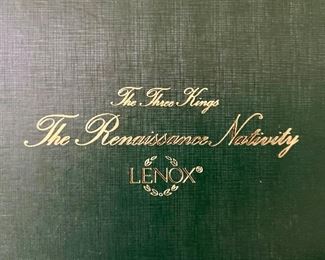 The Three Kings
The Renaissance Nativity
LENOX®